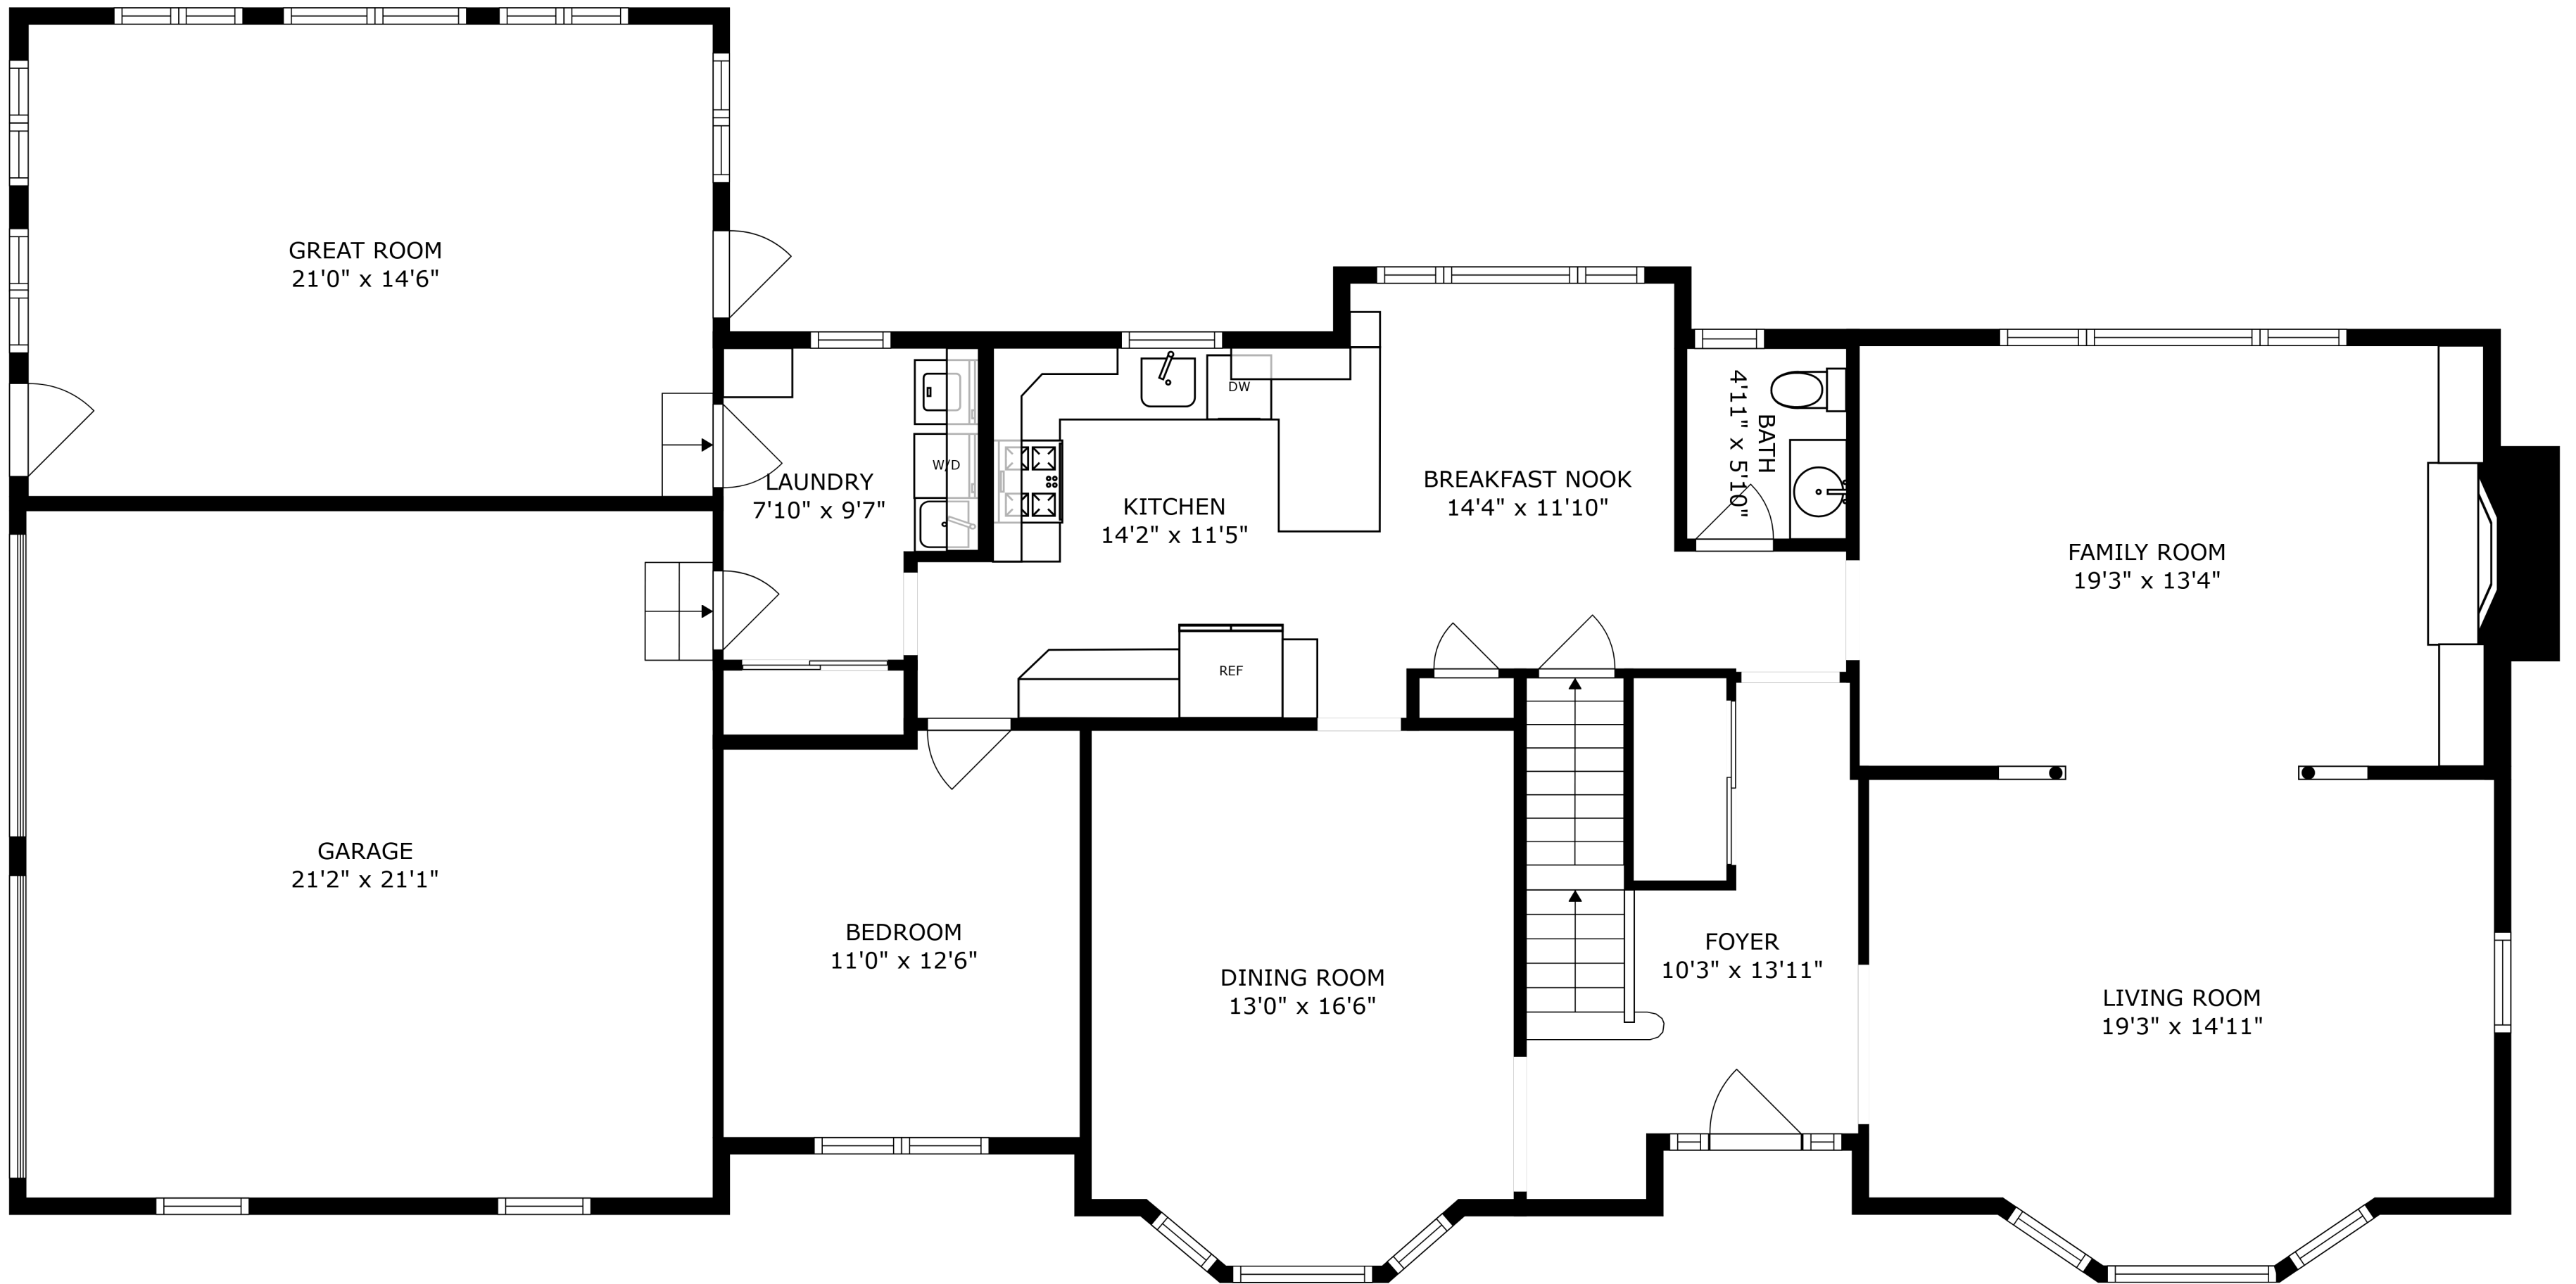 GREAT ROOM
21'0" x 14'6"
DW
W/D
LAUNDRY
7'10" x 9'7"
KITCHEN
14'2" x 11'5"
BREAKFAST NOOK
14'4" x 11'10"
BATH
4'11" x 5'10"
FAMILY ROOM
19'3" x 13'4"
REF
GARAGE
21'2" x 21'1"
BEDROOM
11'0" x 12'6"
DINING ROOM
13'0" x 16'6"
FOYER
10'3" x 13'11"
LIVING ROOM
19'3" x 14'11"